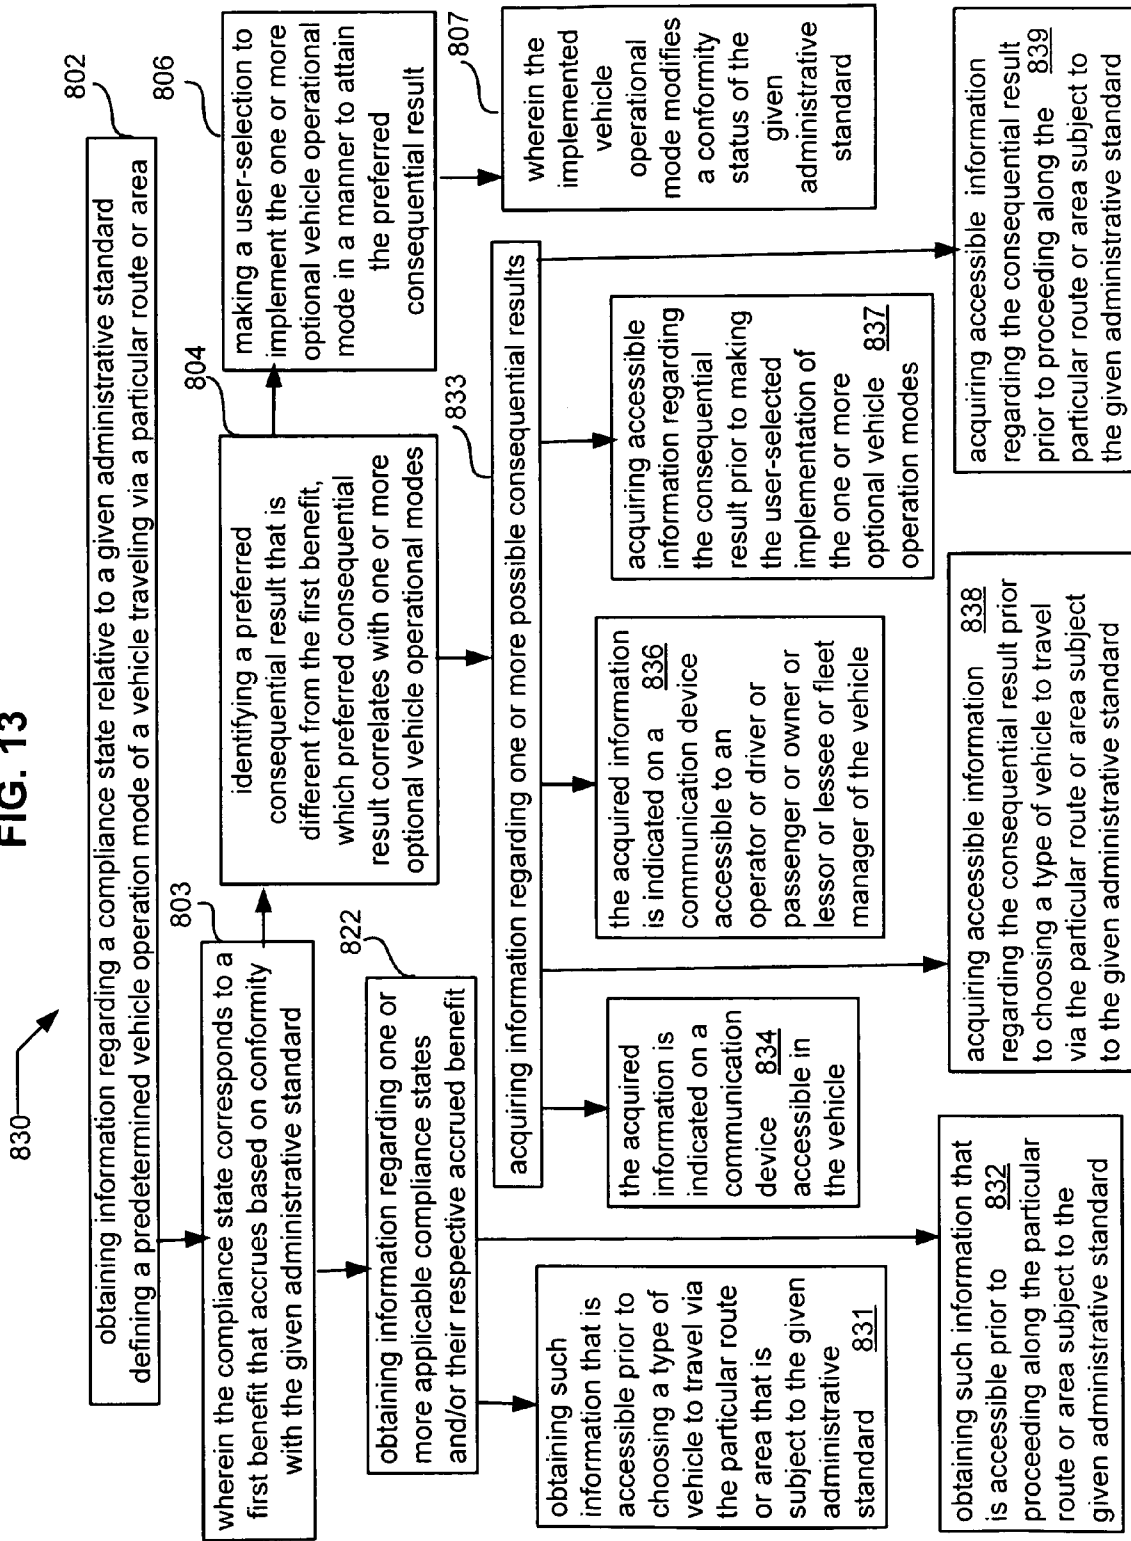 FIG. 13
830
802
obtaining information regarding a compliance state relative to a given administrative standard
defining a predetermined vehicle operation mode of a vehicle traveling via a particular route or area
803
wherein the compliance state corresponds to a
first benefit that accrues based on conformity
with the given administrative standard
804
identifying a preferred
consequential result that is
different from the first benefit,
which preferred consequential
result correlates with one or more
optional vehicle operational modes
806
making a user-selection to
implement the one or more
optional vehicle operational
mode in a manner to attain
the preferred
consequential result
807
wherein the
implemented
vehicle
operational
mode modifies
a conformity
status of the
given
administrative
standard
822
obtaining information regarding one or
more applicable compliance states
and/or their respective accrued benefit
833
acquiring information regarding one or more possible consequential results
obtaining such
information that is
accessible prior to
choosing a type of
vehicle to travel via
the particular route
or area that is
subject to the given
administrative
standard 831
the acquired
information is
indicated on a
communication
device 834
accessible in
the vehicle
the acquired information
is indicated on a 836
communication device
accessible to an
operator or driver or
passenger or owner or
lessor or lessee or fleet
manager of the vehicle
acquiring accessible
information regarding
the consequential
result prior to making
the user-selected
implementation of
the one or more
optional vehicle 837
operation modes
obtaining such information that
is accessible prior to 832
proceeding along the particular
route or area subject to the
given administrative standard
acquiring accessible
information 838
regarding the consequential result prior
to choosing a type of vehicle to travel
via the particular route or area subject
to the given administrative standard
acquiring accessible information
regarding the consequential result
prior to proceeding along the 839
particular route or area subject to
the given administrative standard